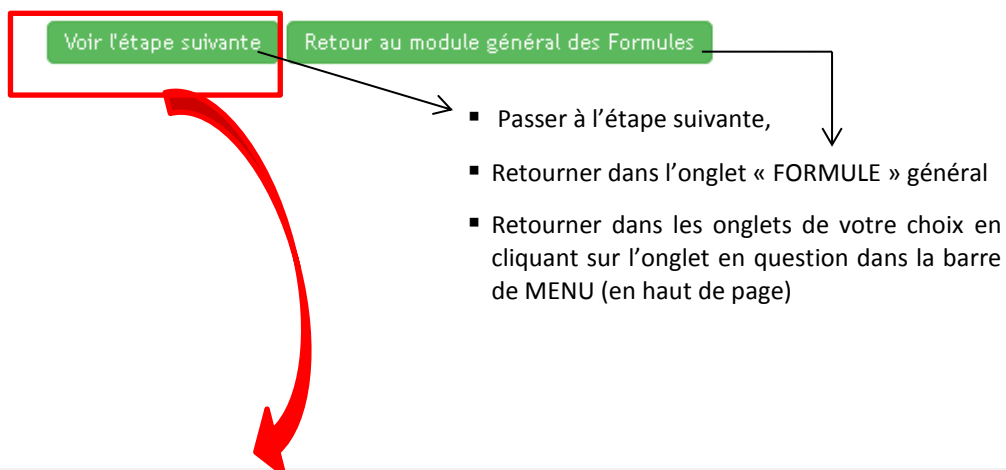 Voir l'étape suivante Retour au module général des Formules
▪ Passer à l’étape suivante,
▪ Retourner dans l’onglet « FORMULE » général
▪ Retourner dans les onglets de votre choix en
cliquant sur l’onglet en question dans la barre
de MENU (en haut de page)